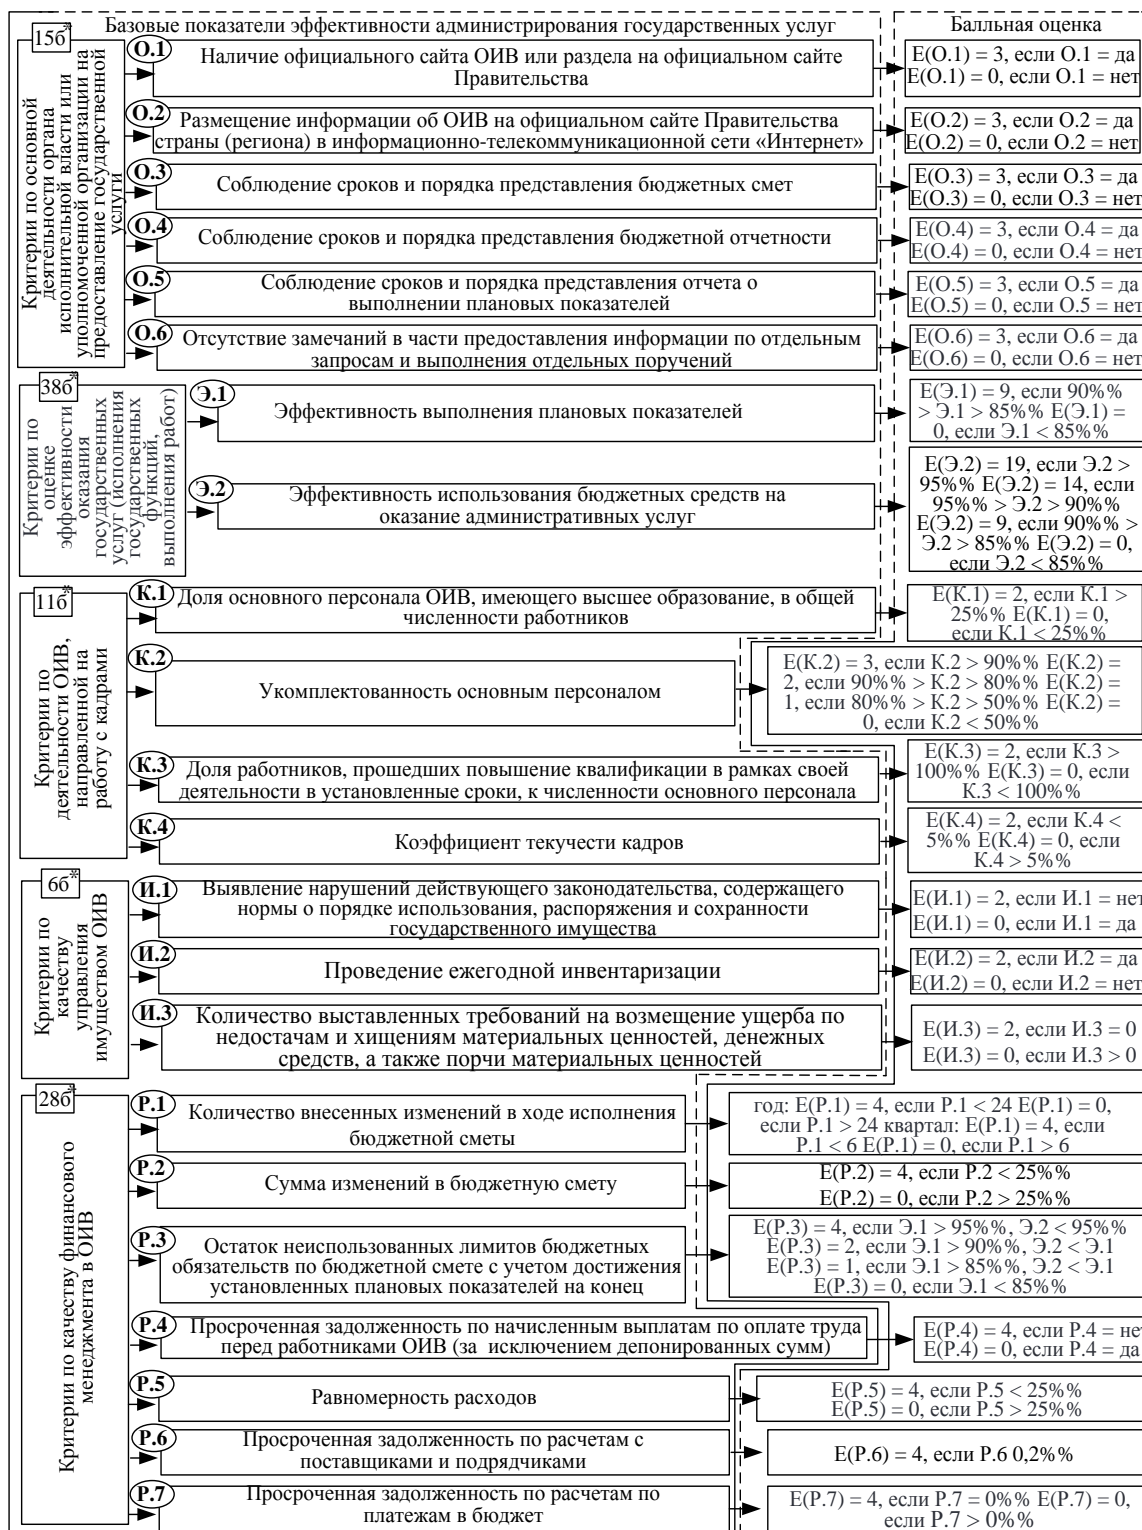 Базовые показатели эффективности администрирования государственных услуг
Балльная оценка
15б*
Критерии по основной
деятельности органа
исполнительной власти или
уполномоченной организации на
предоставление государственной
услуги
О.1
Наличие официального сайта ОИВ или раздела на официальном сайте
Правительства
Е(О.1) = 3, если О.1 = да
Е(О.1) = 0, если О.1 = нет
О.2
Размещение информации об ОИВ на официальном сайте Правительства
страны (региона) в информационно-телекоммуникационной сети «Интернет»
Е(О.2) = 3, если О.2 = да
Е(О.2) = 0, если О.2 = нет
О.3
Соблюдение сроков и порядка представления бюджетных смет
Е(О.3) = 3, если О.3 = да
Е(О.3) = 0, если О.3 = нет
О.4
Соблюдение сроков и порядка представления бюджетной отчетности
Е(О.4) = 3, если О.4 = да
Е(О.4) = 0, если О.4 = нет
О.5
Соблюдение сроков и порядка представления отчета о
выполнении плановых показателей
Е(О.5) = 3, если О.5 = да
Е(О.5) = 0, если О.5 = нет
О.6
Отсутствие замечаний в части предоставления информации по отдельным
запросам и выполнения отдельных поручений
Е(О.6) = 3, если О.6 = да
Е(О.6) = 0, если О.6 = нет
38б*
Критерии по
оценке
эффективности
оказания
государственных
услуг (исполнения
государственных
функций,
выполнения работ)
Э.1
Эффективность выполнения плановых показателей
Е(Э.1) = 9, если 90%%
> Э.1 > 85%% Е(Э.1) =
0, если Э.1 < 85%%
Э.2
Эффективность использования бюджетных средств на
оказание административных услуг
Е(Э.2) = 19, если Э.2 >
95%% Е(Э.2) = 14, если
95%% > Э.2 > 90%%
Е(Э.2) = 9, если 90%% >
Э.2 > 85%% Е(Э.2) = 0,
если Э.2 < 85%%
11б*
Критерии по
деятельности ОИВ,
направленной на
работу с кадрами
К.1
Доля основного персонала ОИВ, имеющего высшее образование, в общей
численности работников
Е(К.1) = 2, если К.1 >
25%% Е(К.1) = 0,
если К.1 < 25%%
К.2
Укомплектованность основным персоналом
Е(К.2) = 3, если К.2 > 90%% Е(К.2) =
2, если 90%% > К.2 > 80%% Е(К.2) =
1, если 80%% > К.2 > 50%% Е(К.2) =
0, если К.2 < 50%%
К.3
Доля работников, прошедших повышение квалификации в рамках своей
деятельности в установленные сроки, к численности основного персонала
Е(К.3) = 2, если К.3 >
100%% Е(К.3) = 0, если
К.3 < 100%%
К.4
Коэффициент текучести кадров
Е(К.4) = 2, если К.4 <
5%% Е(К.4) = 0, если
К.4 > 5%%
6б*
Критерии по
качеству
управления
имуществом ОИВ
И.1
Выявление нарушений действующего законодательства, содержащего
нормы о порядке использования, распоряжения и сохранности
государственного имущества
Е(И.1) = 2, если И.1 = нет
Е(И.1) = 0, если И.1 = да
И.2
Проведение ежегодной инвентаризации
Е(И.2) = 2, если И.2 = да
Е(И.2) = 0, если И.2 = нет
И.3
Количество выставленных требований на возмещение ущерба по
недостачам и хищениям материальных ценностей, денежных
средств, а также порчи материальных ценностей
Е(И.3) = 2, если И.3 = 0
Е(И.3) = 0, если И.3 > 0
28б*
Критерии по качеству финансового
менеджмента в ОИВ
Р.1
Количество внесенных изменений в ходе исполнения
бюджетной сметы
год: Е(Р.1) = 4, если Р.1 < 24 Е(Р.1) = 0,
если Р.1 > 24 квартал: Е(Р.1) = 4, если
Р.1 < 6 Е(Р.1) = 0, если Р.1 > 6
Р.2
Сумма изменений в бюджетную смету
Е(Р.2) = 4, если Р.2 < 25%%
Е(Р.2) = 0, если Р.2 > 25%%
Р.3
Остаток неиспользованных лимитов бюджетных
обязательств по бюджетной смете с учетом достижения
установленных плановых показателей на конец
Е(Р.3) = 4, если Э.1 > 95%%, Э.2 < 95%%
Е(Р.3) = 2, если Э.1 > 90%%, Э.2 < Э.1
Е(Р.3) = 1, если Э.1 > 85%%, Э.2 < Э.1
Е(Р.3) = 0, если Э.1 < 85%%
Р.4
Просроченная задолженность по начисленным выплатам по оплате труда
перед работниками ОИВ (за исключением депонированных сумм)
Е(Р.4) = 4, если Р.4 = нет
Е(Р.4) = 0, если Р.4 = да
Р.5
Равномерность расходов
Е(Р.5) = 4, если Р.5 < 25%%
Е(Р.5) = 0, если Р.5 > 25%%
Р.6
Просроченная задолженность по расчетам с
поставщиками и подрядчиками
Е(Р.6) = 4, если Р.6 0,2%%
Р.7
Просроченная задолженность по расчетам по
платежам в бюджет
Е(Р.7) = 4, если Р.7 = 0%% Е(Р.7) = 0,
если Р.7 > 0%%